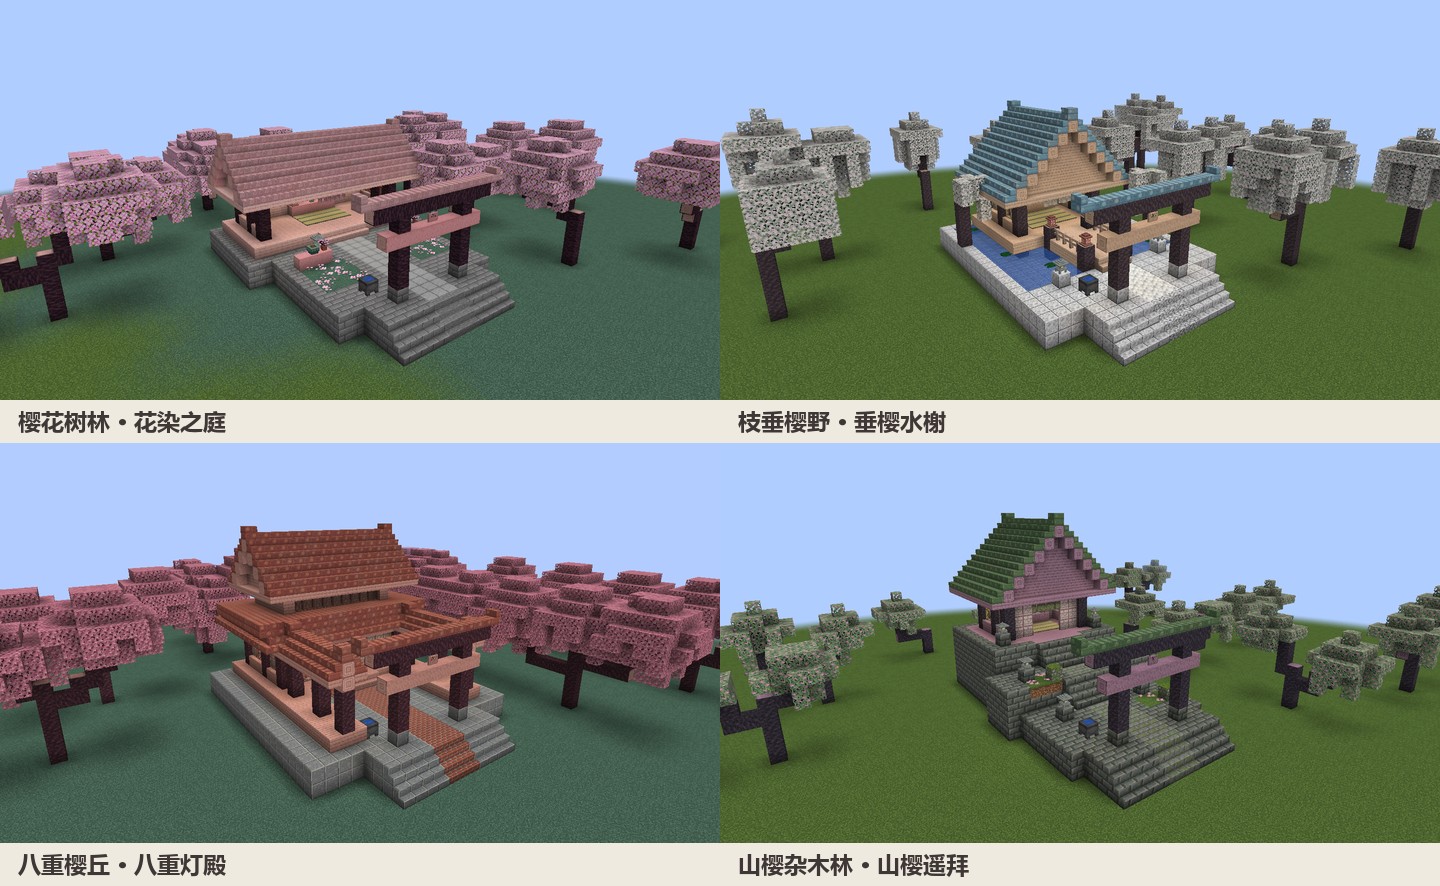 樱花树林・花染之庭
枝垂樱野・垂樱水榭
八重樱丘・八重灯殿
山樱杂木林・山樱遥拜